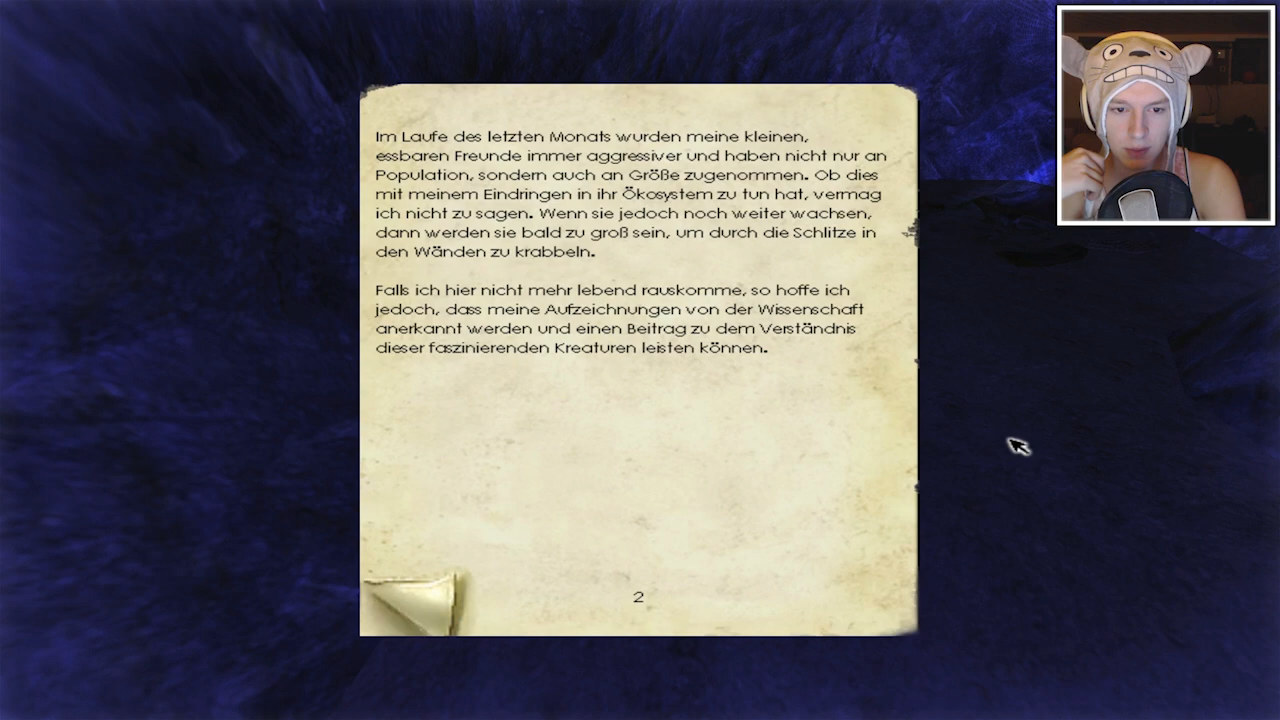 Im Laufe des letzten Monats wurden meine kleinen,
essbaren Freunde immer aggressiver und haben nicht nur an
Population, sondern auch an Größe zugenommen. Ob dies
mit meinem Eindringen in ihr Ökosystem zu tun hat, vermag
ich nicht zu sagen. Wenn sie jedoch noch weiter wachsen,
dann werden sie bald zu groß sein, um durch die Schlitze in
den Wänden zu krabbeln.
Falls ich hier nicht mehr lebend rauskomme, so hoffe ich
jedoch, dass meine Aufzeichnungen von der Wissenschaft
anerkannt werden und einen Beitrag zu dem Verständnis
dieser faszinierenden Kreaturen leisten können.
2